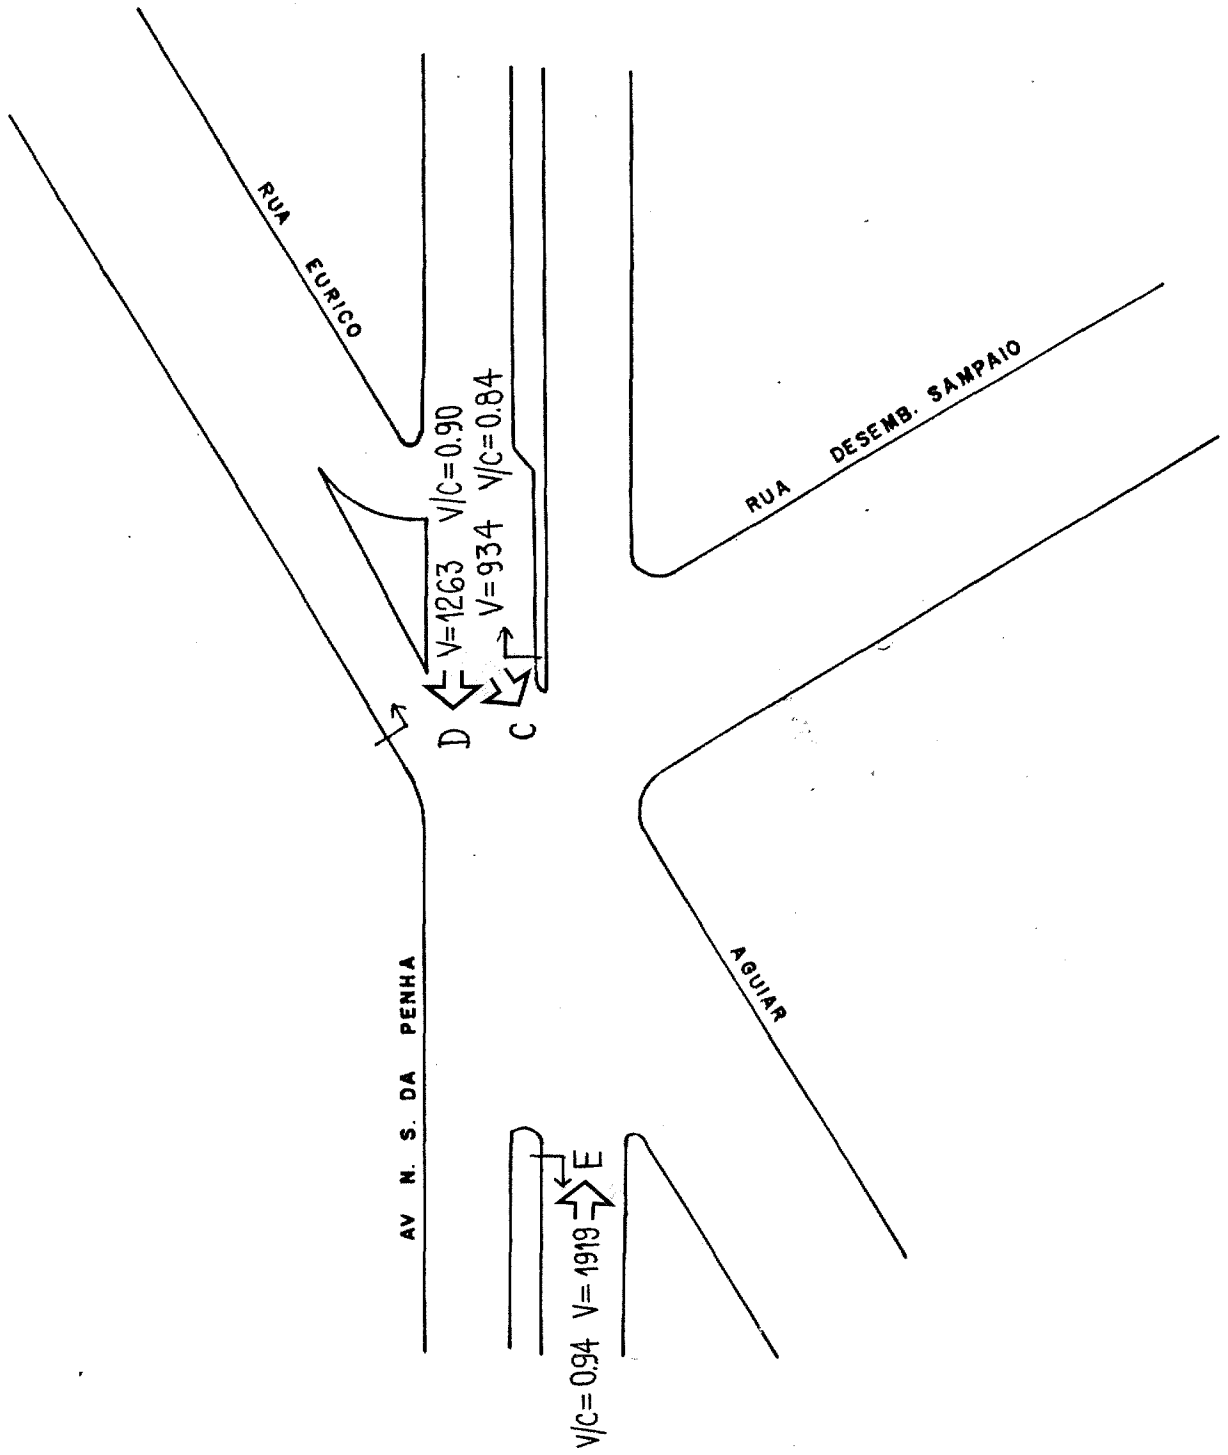 RUA EURICO
V=1263 V/C=0.90
V=934 V/C=0.84
D
C
RUA DESEMB. SAMPAIO
AV N. S. DA PENHA
AGUIAR
E
V/C=0.94 V=1919